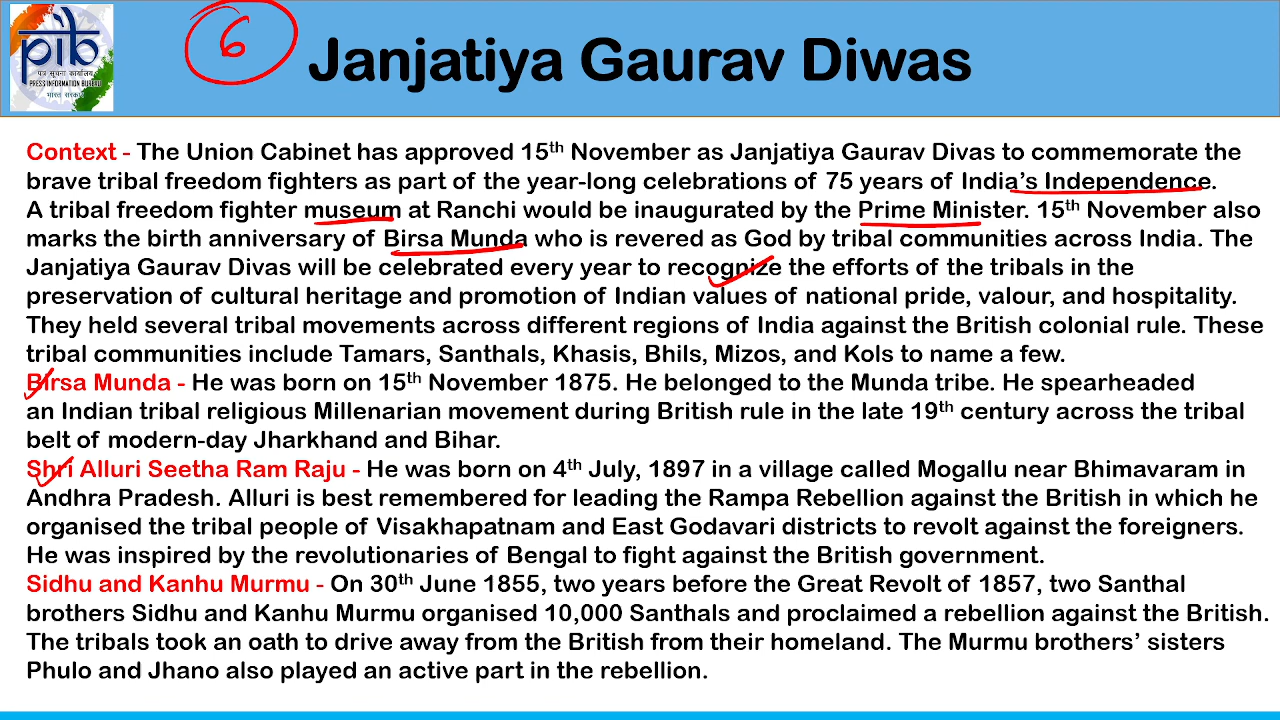 pib
पत्र सूचना कार्यालय
PRESS INFORMATION BUREAU
भारत सरकार
6
Janjatiya Gaurav Diwas
Context - The Union Cabinet has approved 15th November as Janjatiya Gaurav Divas to commemorate the
brave tribal freedom fighters as part of the year-long celebrations of 75 years of India's Independence.
A tribal freedom fighter museum at Ranchi would be inaugurated by the Prime Minister. 15th November also
marks the birth anniversary of Birsa Munda who is revered as God by tribal communities across India. The
Janjatiya Gaurav Divas will be celebrated every year to recognize the efforts of the tribals in the
preservation of cultural heritage and promotion of Indian values of national pride, valour, and hospitality.
They held several tribal movements across different regions of India against the British colonial rule. These
tribal communities include Tamars, Santhals, Khasis, Bhils, Mizos, and Kols to name a few.
Birsa Munda - He was born on 15th November 1875. He belonged to the Munda tribe. He spearheaded
an Indian tribal religious Millenarian movement during British rule in the late 19th century across the tribal
belt of modern-day Jharkhand and Bihar.
Shri Alluri Seetha Ram Raju - He was born on 4th July, 1897 in a village called Mogallu near Bhimavaram in
Andhra Pradesh. Alluri is best remembered for leading the Rampa Rebellion against the British in which he
organised the tribal people of Visakhapatnam and East Godavari districts to revolt against the foreigners.
He was inspired by the revolutionaries of Bengal to fight against the British government.
Sidhu and Kanhu Murmu - On 30th June 1855, two years before the Great Revolt of 1857, two Santhal
brothers Sidhu and Kanhu Murmu organised 10,000 Santhals and proclaimed a rebellion against the British.
The tribals took an oath to drive away from the British from their homeland. The Murmu brothers' sisters
Phulo and Jhano also played an active part in the rebellion.